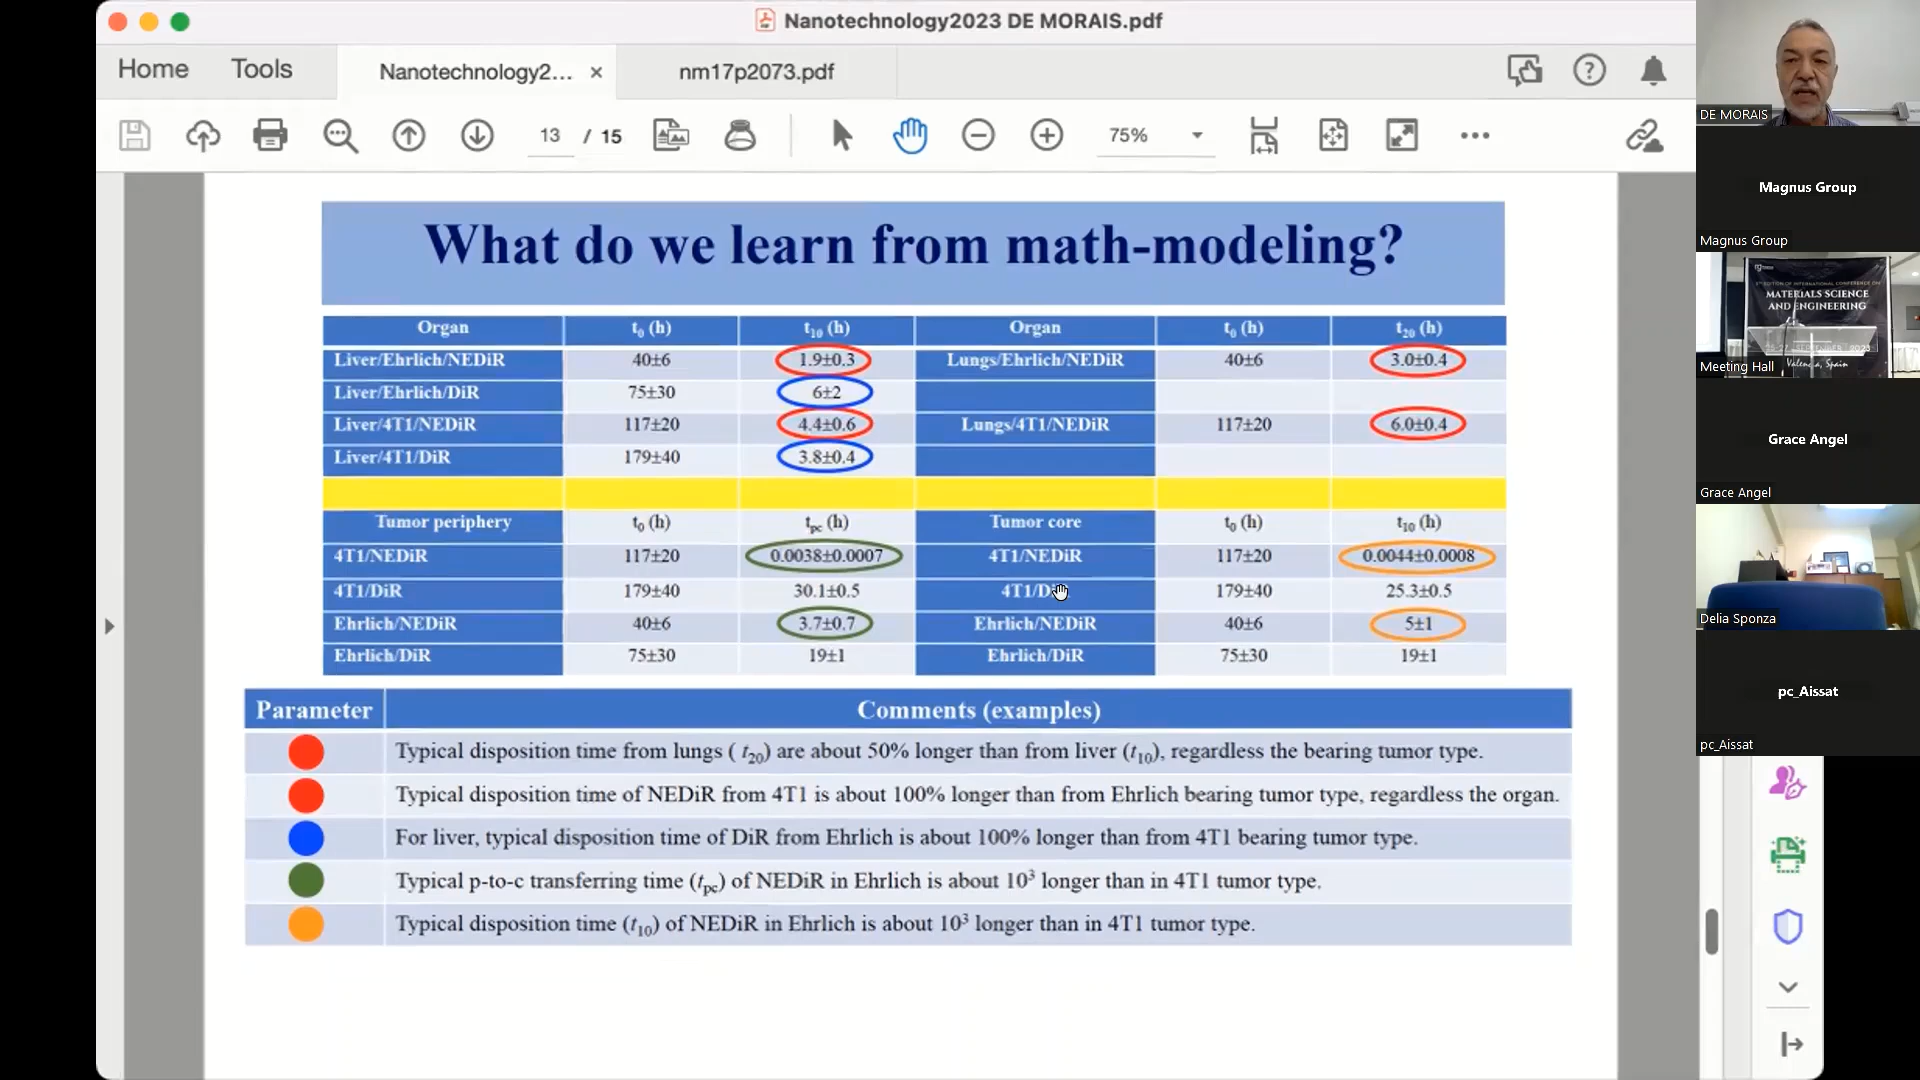 Nanotechnology2023 DE MORAIS.pdf
Home
Tools
Nanotechnology2... ×
nm17p2073.pdf
13 / 15
75%
What do we learn from math-modeling?
Organ t0 (h) t10 (h) Organ t0 (h) t20 (h)
Liver/Ehrlich/NEDiR 40±6 1.9±0.3 Lungs/Ehrlich/NEDiR 40±6 3.0±0.4
Liver/Ehrlich/DiR 75±30 6±2
Liver/4T1/NEDiR 117±20 4.4±0.6 Lungs/4T1/NEDiR 117±20 6.0±0.4
Liver/4T1/DiR 179±40 3.8±0.4
Tumor periphery t0 (h) tpc (h) Tumor core t0 (h) t10 (h)
4T1/NEDiR 117±20 0.0038±0.0007 4T1/NEDiR 117±20 0.0044±0.0008
4T1/DiR 179±40 30.1±0.5 179±40 25.3±0.5
Ehrlich/NEDiR 40±6 3.7±0.7 Ehrlich/NEDiR 40±6 5±1
Ehrlich/DiR 75±30 19±1 Ehrlich/DiR 75±30 19±1
Parameter Comments (examples)
Typical disposition time from lungs ( t20) are about 50% longer than from liver (t10), regardless the bearing tumor type.
Typical disposition time of NEDiR from 4T1 is about 100% longer than from Ehrlich bearing tumor type, regardless the organ.
For liver, typical disposition time of DiR from Ehrlich is about 100% longer than from 4T1 bearing tumor type.
Typical p-to-c transferring time (tpc) of NEDiR in Ehrlich is about 10³ longer than in 4T1 tumor type.
Typical disposition time (t10) of NEDiR in Ehrlich is about 10³ longer than in 4T1 tumor type.
DE MORAIS
Magnus Group
Magnus Group
MATERIALS SCIENCE
AND ENGINEERING
Valencia, Spain
Meeting Hall
Grace Angel
Grace Angel
Delia Sponza
pc_Aissat
pc_Aissat